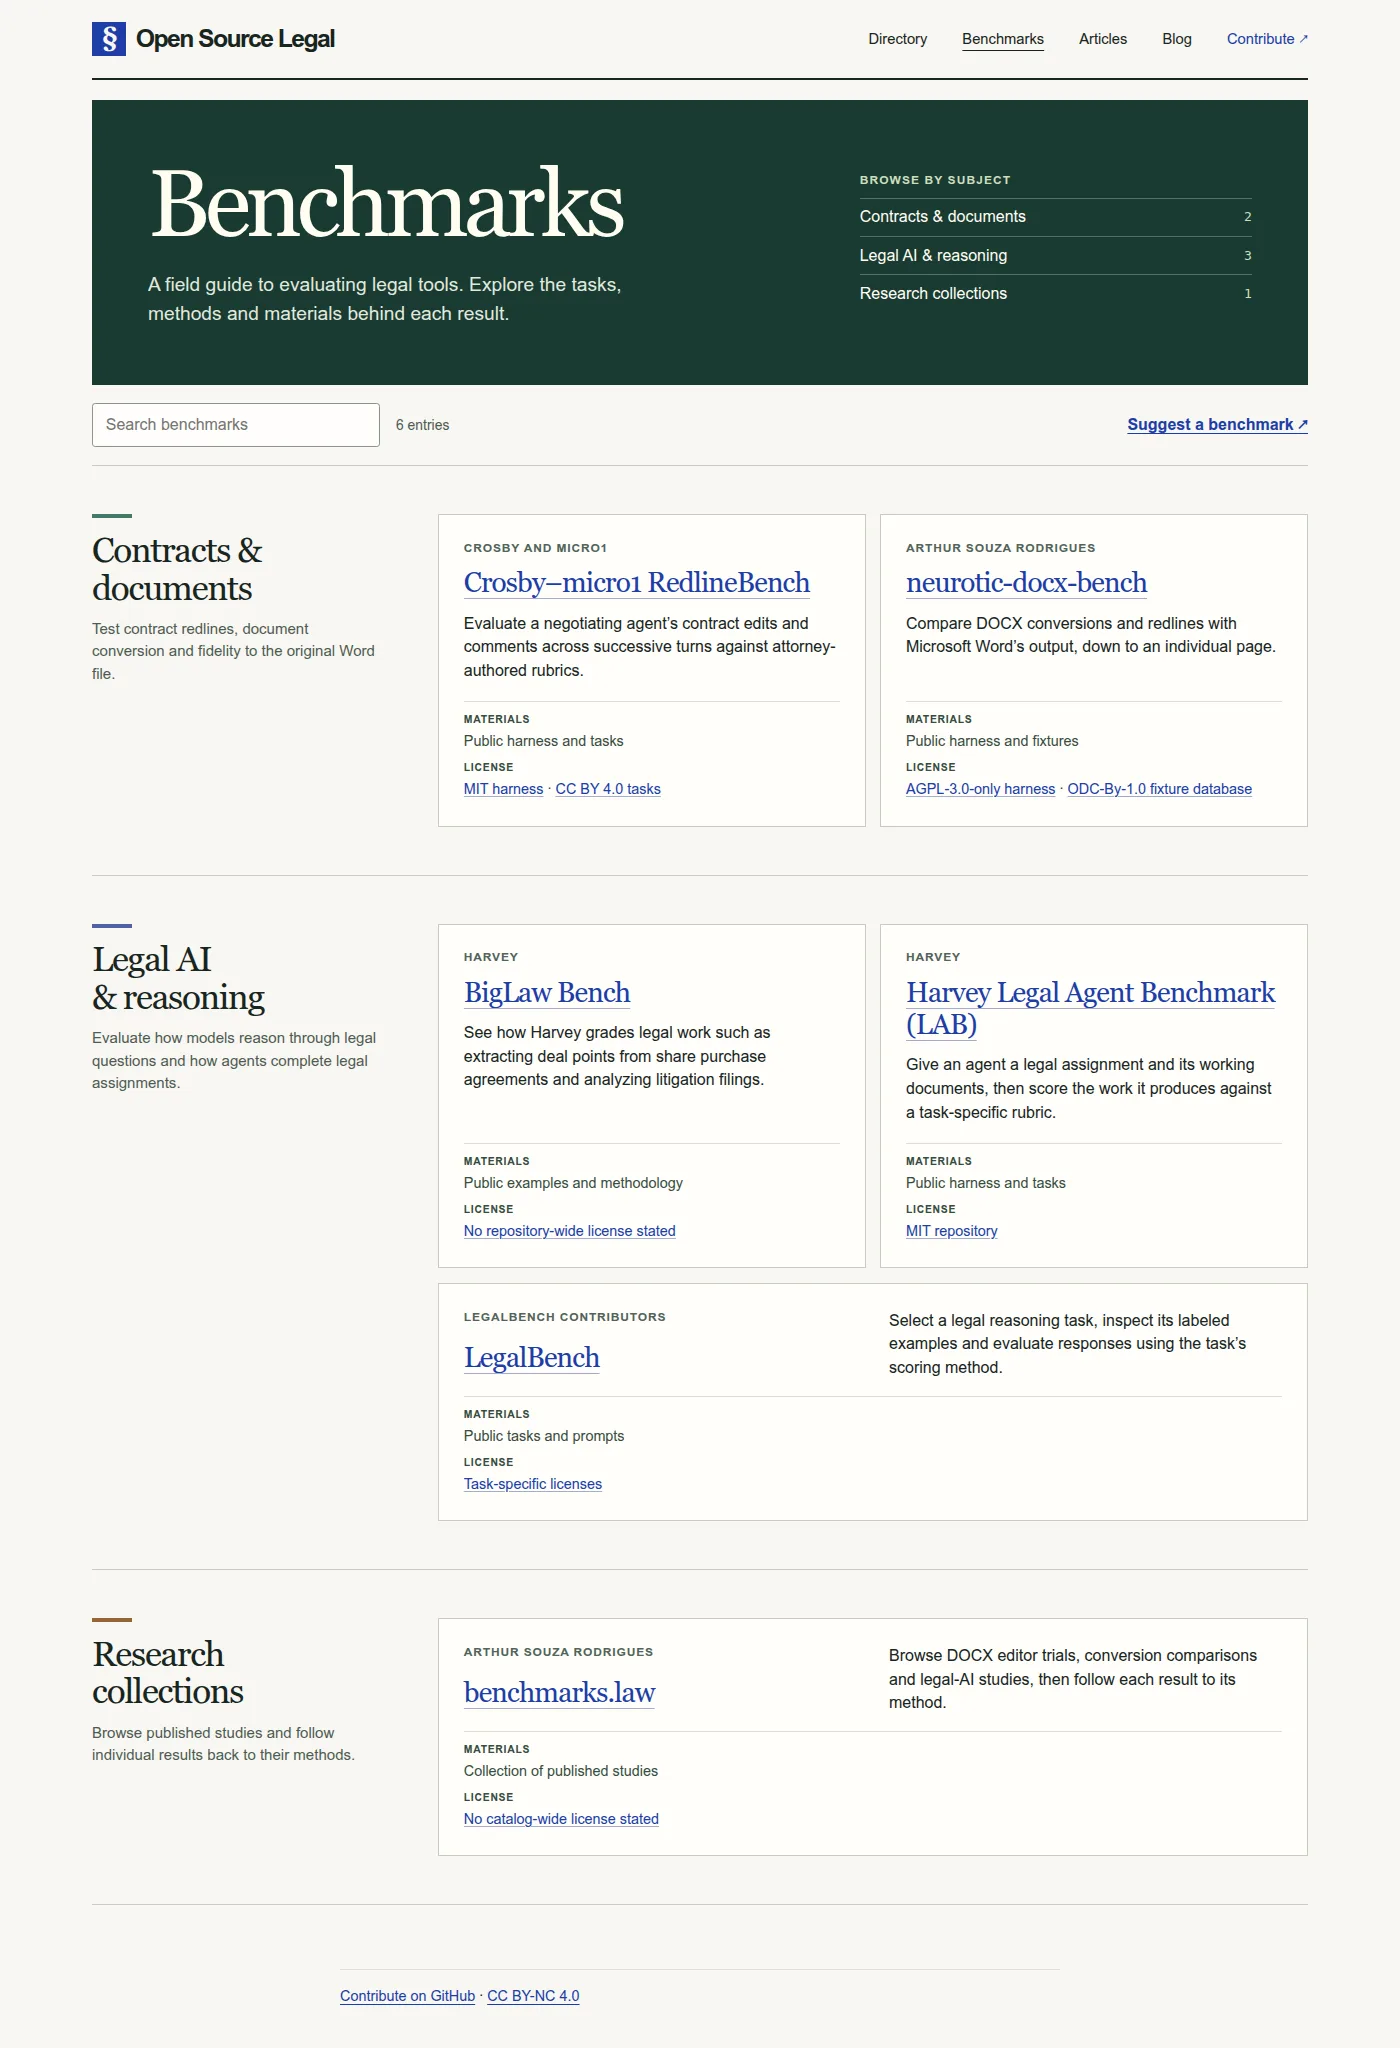 § Open Source Legal
Directory Benchmarks Articles Blog Contribute ↗
Benchmarks
A field guide to evaluating legal tools. Explore the tasks,
methods and materials behind each result.
BROWSE BY SUBJECT
Contracts & documents 2
Legal AI & reasoning 3
Research collections 1
Search benchmarks
6 entries
Suggest a benchmark ↗
Contracts &
documents
Test contract redlines, document
conversion and fidelity to the original Word
file.
CROSBY AND MICRO1
Crosby–micro1 RedlineBench
Evaluate a negotiating agent’s contract edits and
comments across successive turns against attorney-
authored rubrics.
MATERIALS
Public harness and tasks
LICENSE
MIT harness · CC BY 4.0 tasks
ARTHUR SOUZA RODRIGUES
neurotic-docx-bench
Compare DOCX conversions and redlines with
Microsoft Word’s output, down to an individual page.
MATERIALS
Public harness and fixtures
LICENSE
AGPL-3.0-only harness · ODC-By-1.0 fixture database
Legal AI
& reasoning
Evaluate how models reason through legal
questions and how agents complete legal
assignments.
HARVEY
BigLaw Bench
See how Harvey grades legal work such as
extracting deal points from share purchase
agreements and analyzing litigation filings.
MATERIALS
Public examples and methodology
LICENSE
No repository-wide license stated
HARVEY
Harvey Legal Agent Benchmark
(LAB)
Give an agent a legal assignment and its working
documents, then score the work it produces against
a task-specific rubric.
MATERIALS
Public harness and tasks
LICENSE
MIT repository
LEGALBENCH CONTRIBUTORS
LegalBench
Select a legal reasoning task, inspect its labeled
examples and evaluate responses using the task’s
scoring method.
MATERIALS
Public tasks and prompts
LICENSE
Task-specific licenses
Research
collections
Browse published studies and follow
individual results back to their methods.
ARTHUR SOUZA RODRIGUES
benchmarks.law
Browse DOCX editor trials, conversion comparisons
and legal-AI studies, then follow each result to its
method.
MATERIALS
Collection of published studies
LICENSE
No catalog-wide license stated
Contribute on GitHub · CC BY-NC 4.0